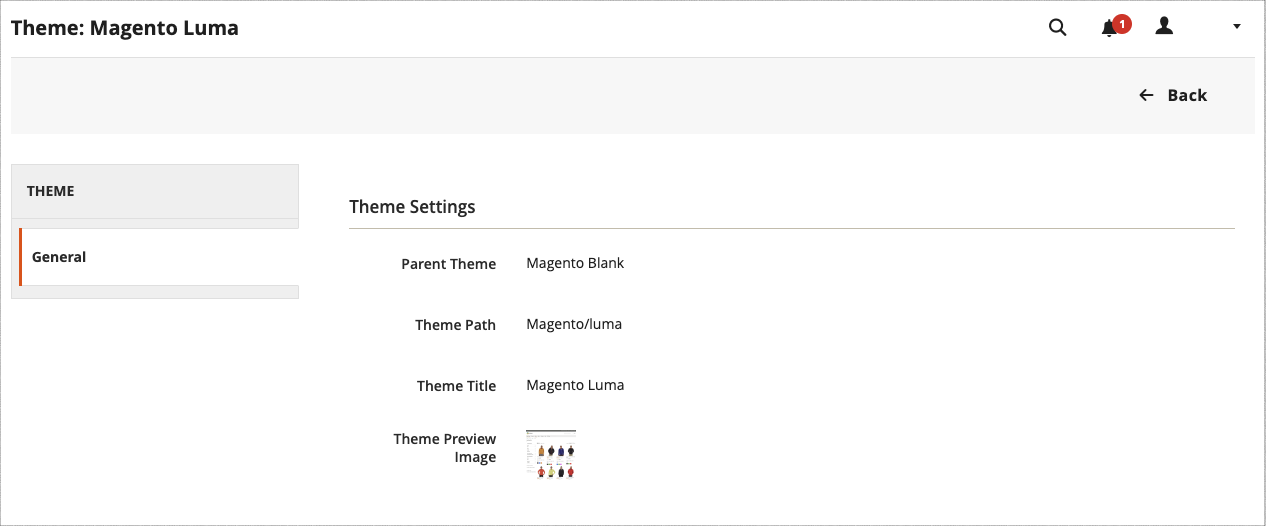 Theme: Magento Luma
1
Back
THEME
General
Theme Settings
Parent Theme Magento Blank
Theme Path Magento/luma
Theme Title Magento Luma
Theme Preview
Image